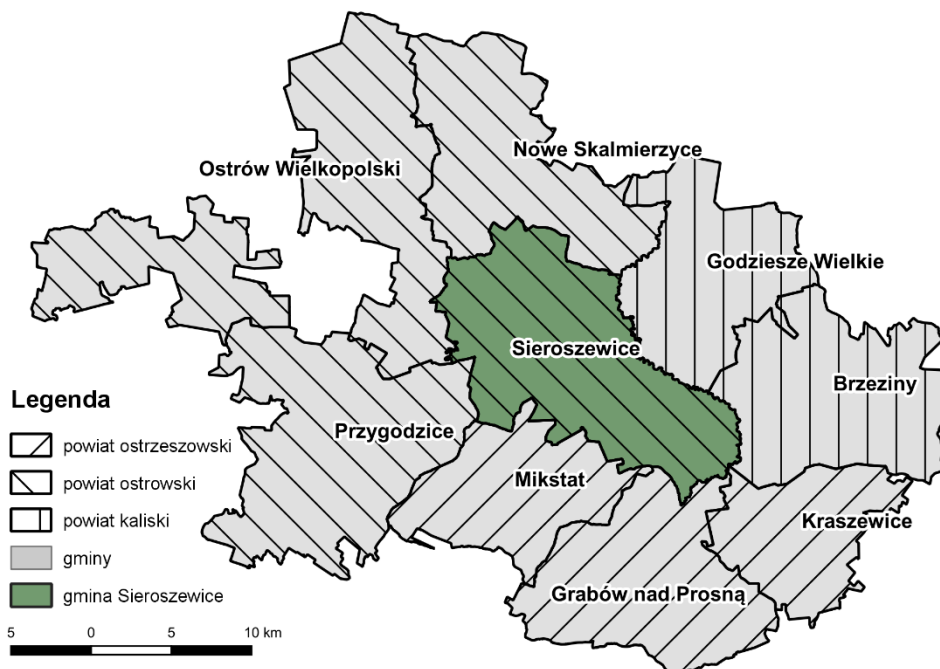 Nowe Skalmierzyce
Ostrów Wielkopolski
Godziesze Wielkie
Sieroszewice
Brzeziny
Przygodzice
Mikstat
Kraszewice
Grabów nad Prosną
Legenda
powiat ostrzeszowski
powiat ostrowski
powiat kaliski
gminy
gmina Sieroszewice
5 0 5 10 km